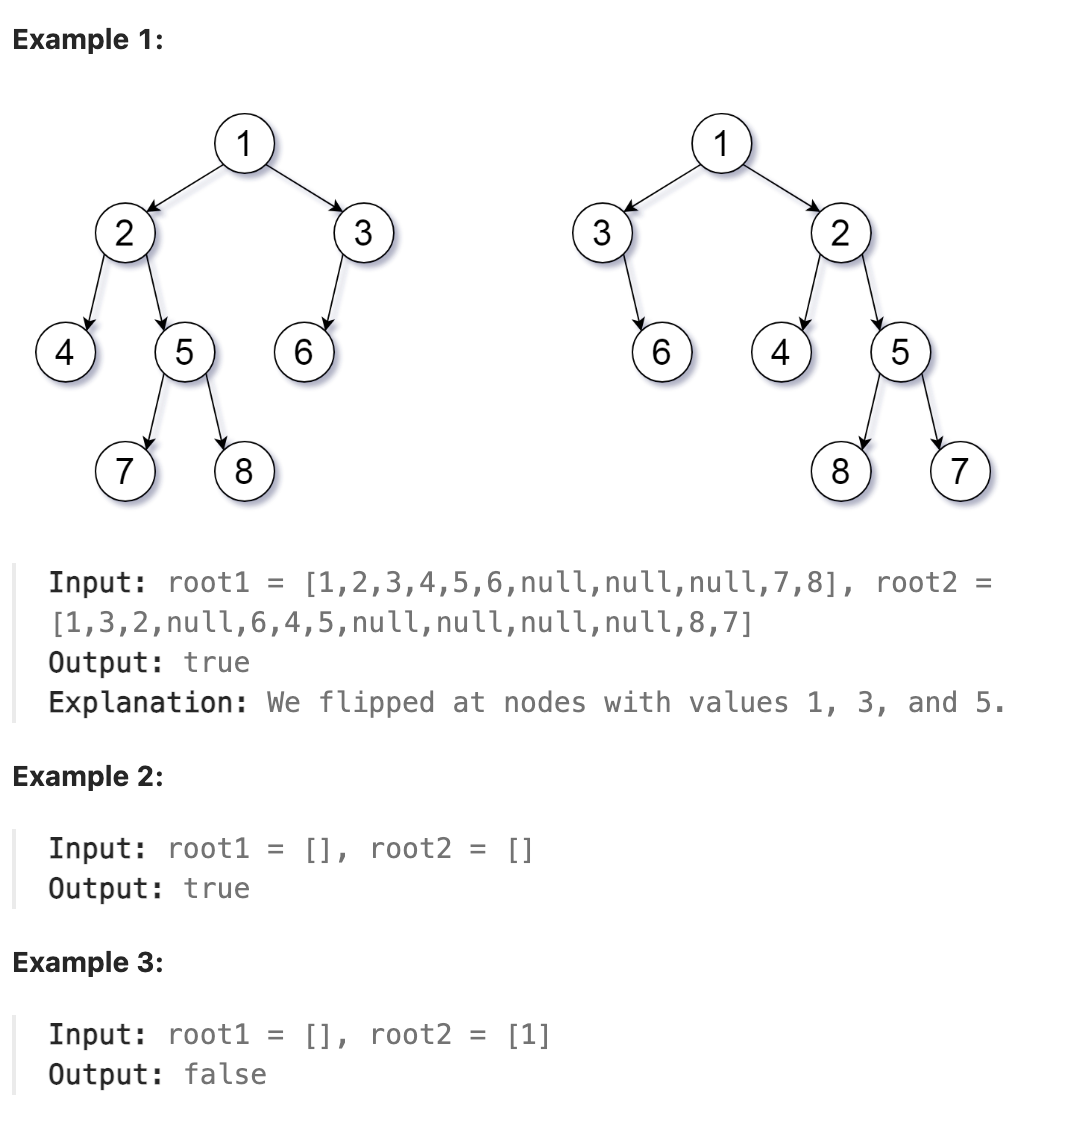 Example 1:
1 1
2 3 3 2
4 5 6 6 4 5
7 8 8 7
Input: root1 = [1,2,3,4,5,6,null,null,null,7,8], root2 =
[1,3,2,null,6,4,5,null,null,null,null,8,7]
Output: true
Explanation: We flipped at nodes with values 1, 3, and 5.
Example 2:
Input: root1 = [], root2 = []
Output: true
Example 3:
Input: root1 = [], root2 = [1]
Output: false